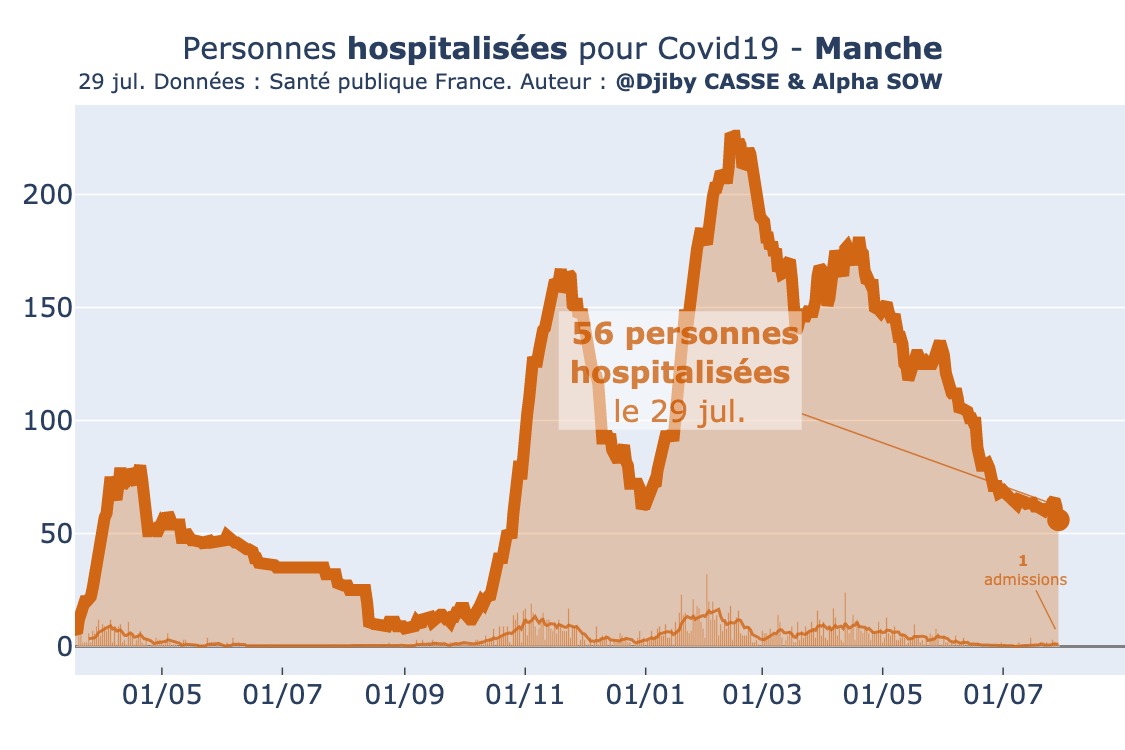 Personnes hospitalisées pour Covid19 - Manche
29 jul. Données : Santé publique France. Auteur : @Djiby CASSE & Alpha SOW
200
150
100
50
0
56 personnes
hospitalisées
le 29 jul.
1
admissions
01/05 01/07 01/09 01/11 01/01 01/03 01/05 01/07